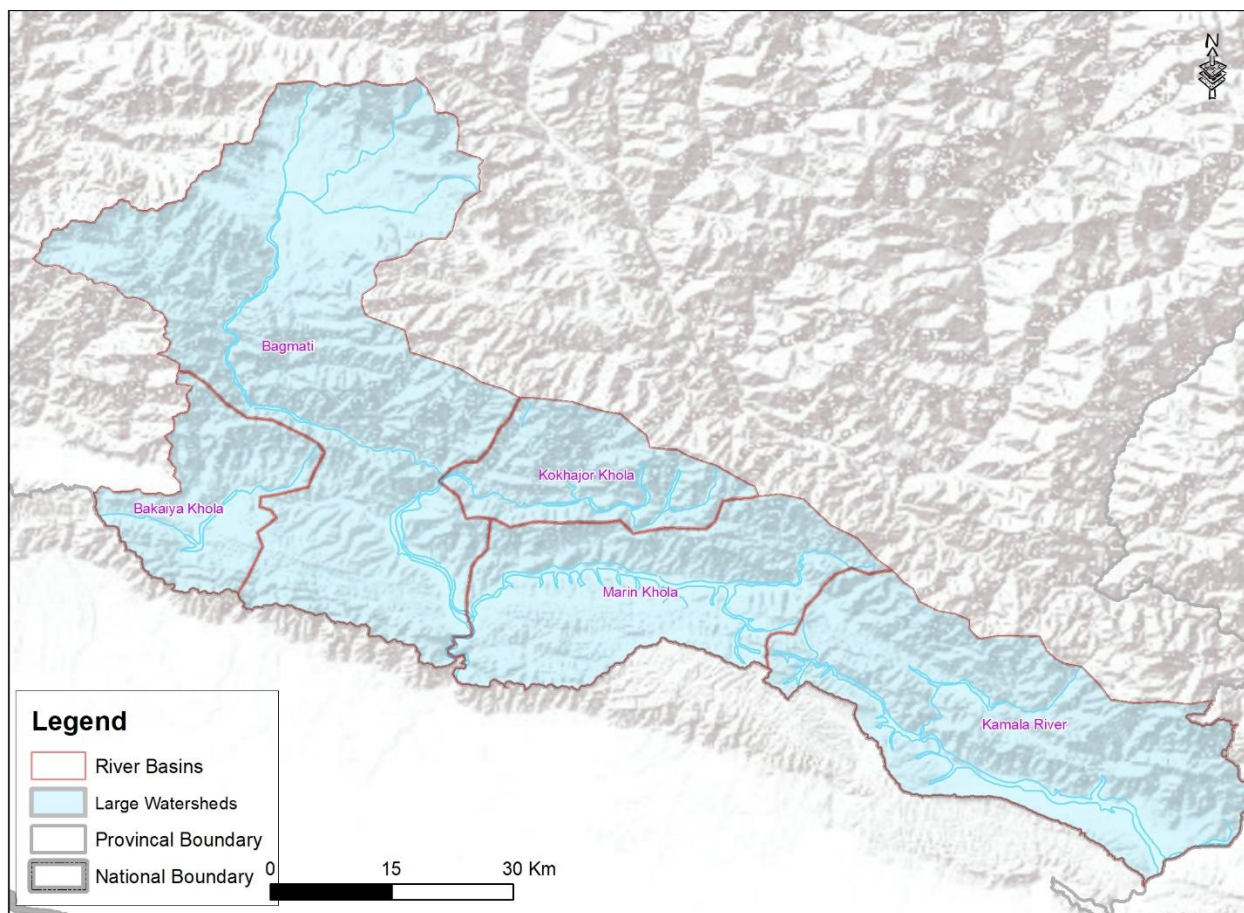 N
Bagmati
Kokhajor Khola
Bakaiya Khola
Marin Khola
Kamala River
Legend
River Basins
Large Watersheds
Provincal Boundary
National Boundary
0 15 30 Km